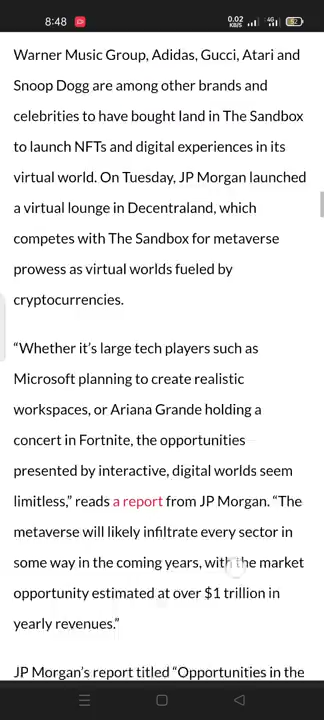 8:48
0.02
KB/S
4G
52
Warner Music Group, Adidas, Gucci, Atari and
Snoop Dogg are among other brands and
celebrities to have bought land in The Sandbox
to launch NFTs and digital experiences in its
virtual world. On Tuesday, JP Morgan launched
a virtual lounge in Decentraland, which
competes with The Sandbox for metaverse
prowess as virtual worlds fueled by
cryptocurrencies.
“Whether it’s large tech players such as
Microsoft planning to create realistic
workspaces, or Ariana Grande holding a
concert in Fortnite, the opportunities
presented by interactive, digital worlds seem
limitless,” reads a report from JP Morgan. “The
metaverse will likely infiltrate every sector in
some way in the coming years, with the market
opportunity estimated at over $1 trillion in
yearly revenues.”
JP Morgan’s report titled “Opportunities in the